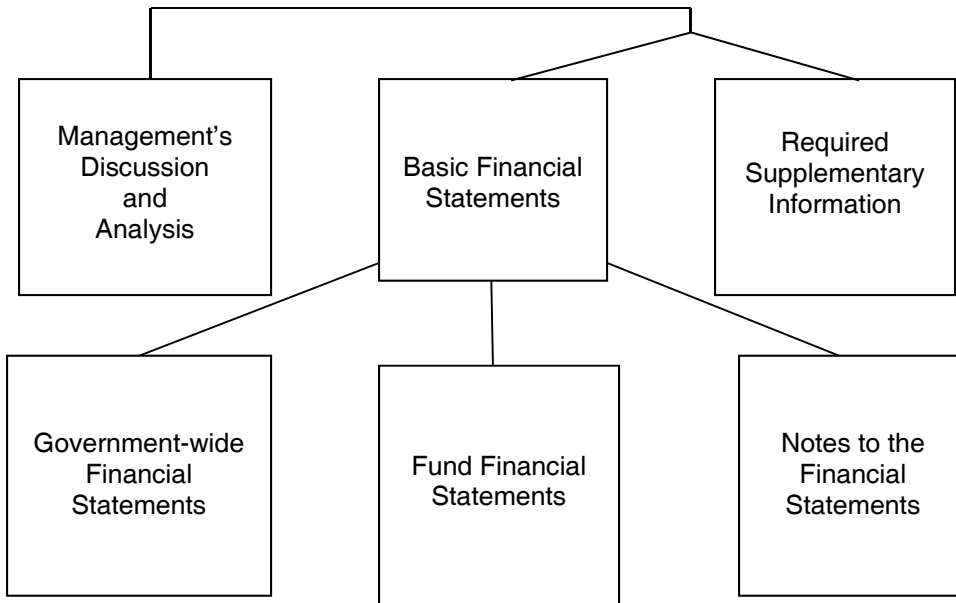 Management’s
Discussion
and
Analysis
Basic Financial
Statements
Required
Supplementary
Information
Government-wide
Financial
Statements
Fund Financial
Statements
Notes to the
Financial
Statements